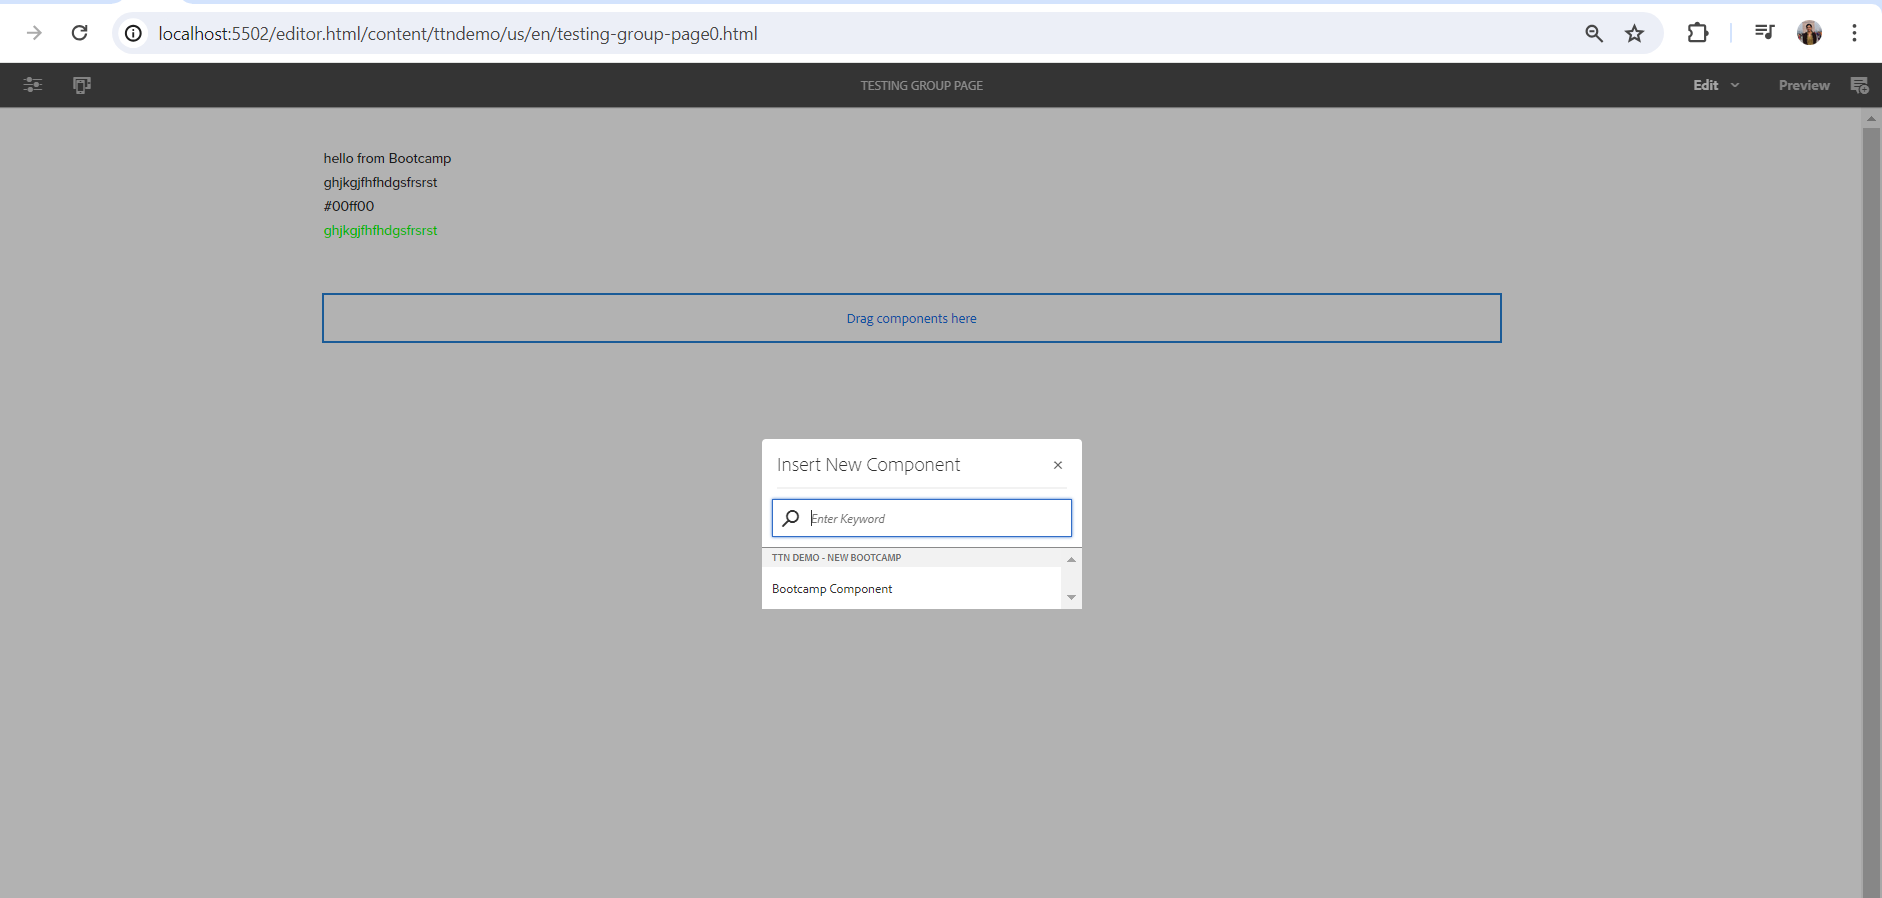 localhost:5502/editor.html/content/ttndemo/us/en/testing-group-page0.html
TESTING GROUP PAGE
Edit
Preview
hello from Bootcamp
ghjkgjfhfhdgsfrsrst
#00ff00
ghjkgjfhfhdgsfrsrst
Drag components here
Insert New Component
Enter Keyword
TTN DEMO - NEW BOOTCAMP
Bootcamp Component